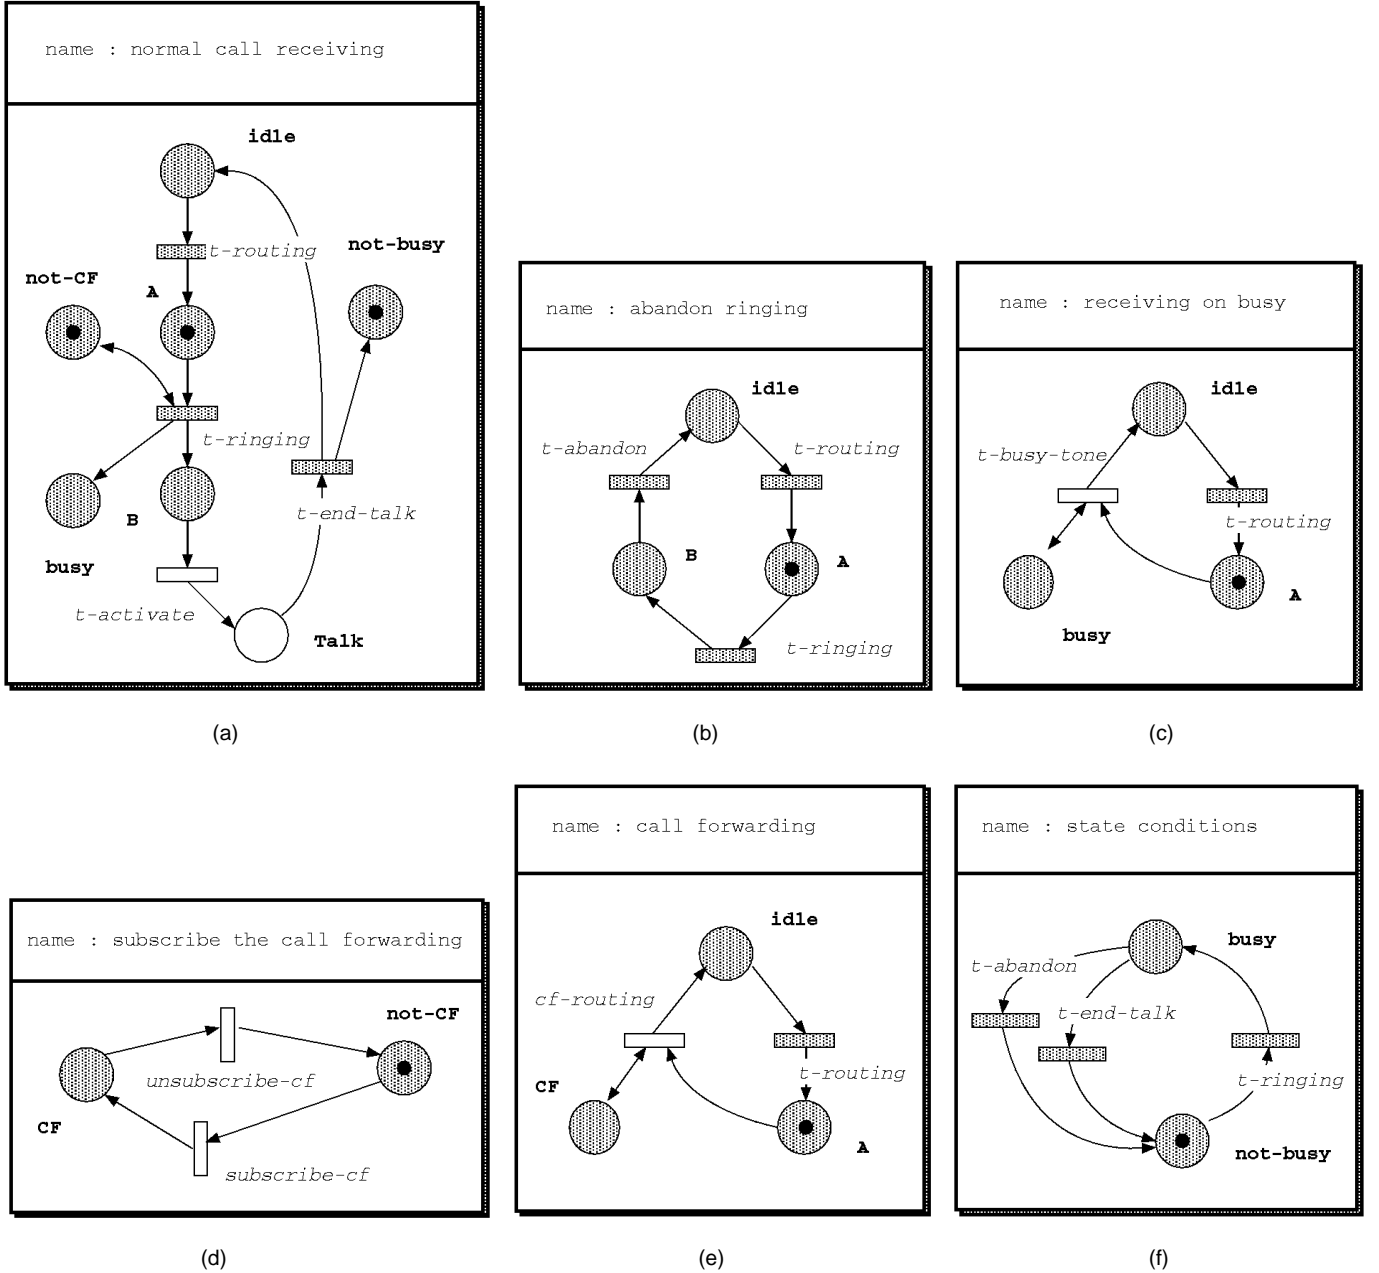 name : normal call receiving
idle
t-routing
not-busy
not-CF
A
t-ringing
B
busy
t-end-talk
t-activate
Talk
(a)
name : abandon ringing
idle
t-abandon
t-routing
B
A
t-ringing
(b)
name : receiving on busy
idle
t-busy-tone
t-routing
A
busy
(c)
name : subscribe the call forwarding
not-CF
unsubscribe-cf
CF
subscribe-cf
(d)
name : call forwarding
idle
cf-routing
t-routing
CF
A
(e)
name : state conditions
busy
t-abandon
t-end-talk
t-ringing
not-busy
(f)